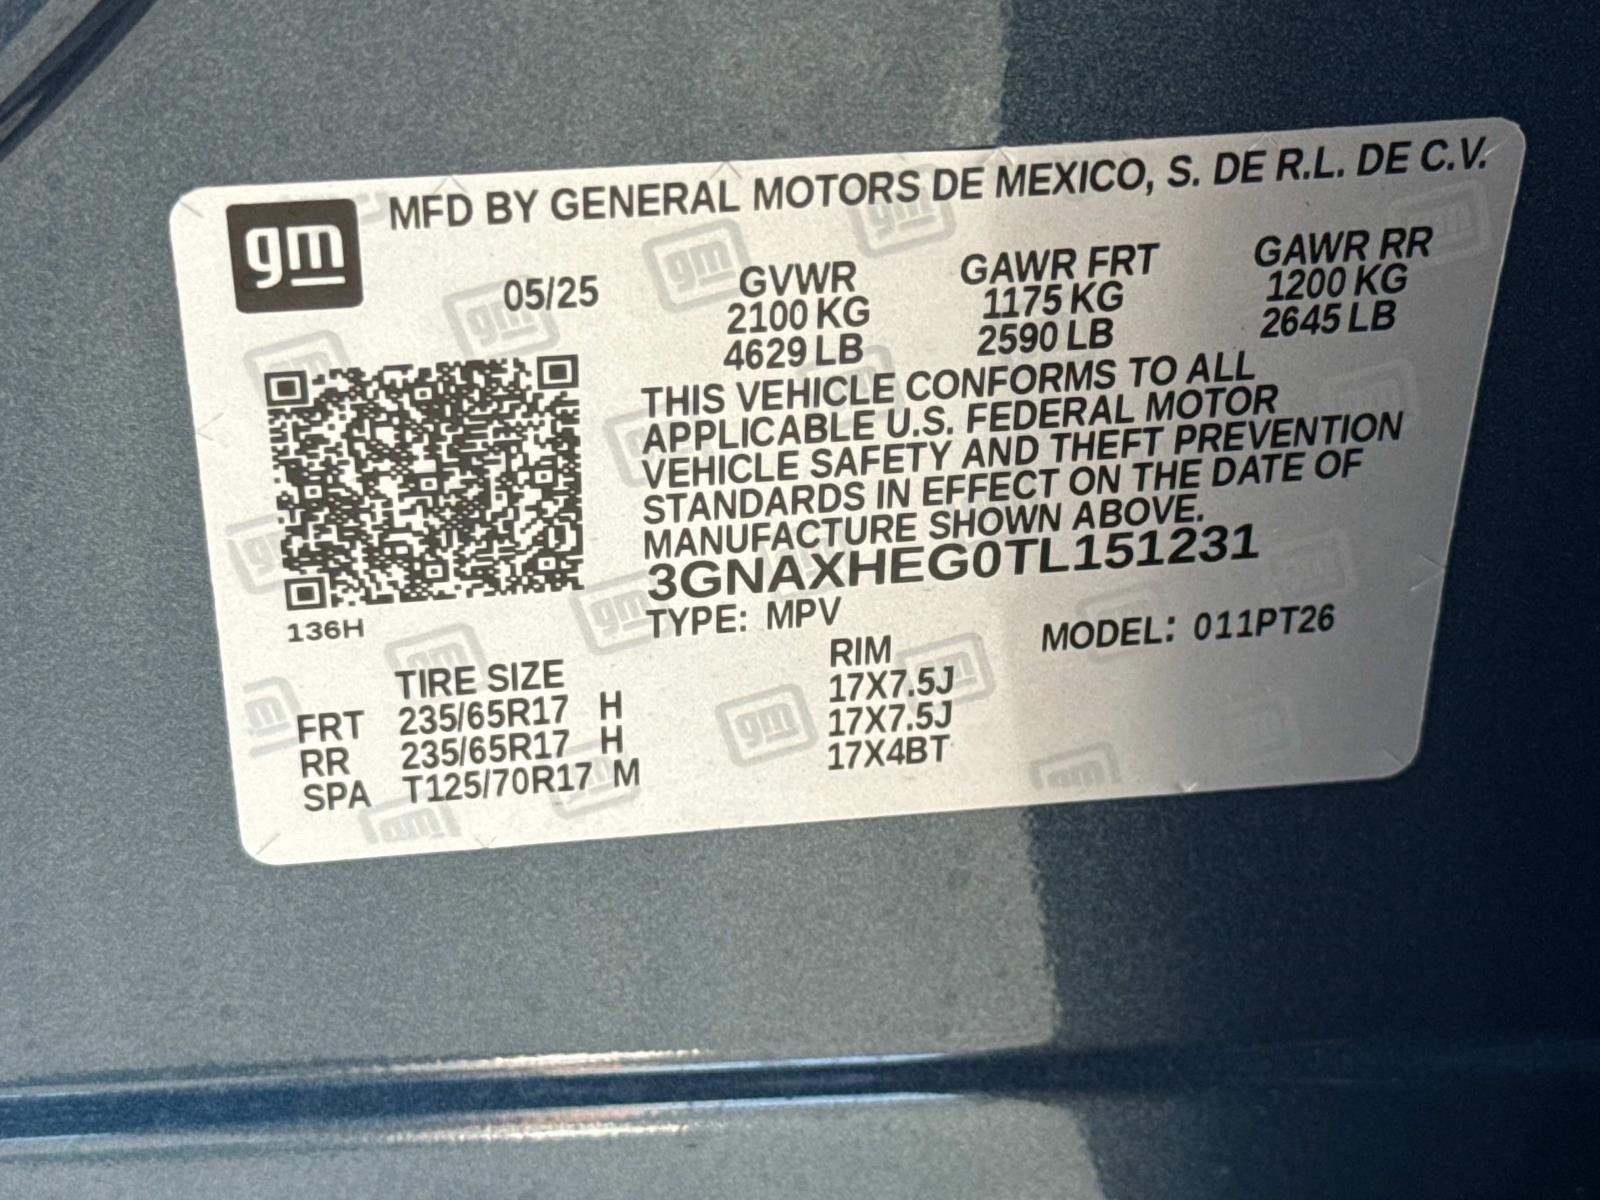 gm
MFD BY GENERAL MOTORS DE MEXICO, S. DE R.L. DE C.V.
05/25
GVWR GAWR FRT GAWR RR
2100 KG 1175 KG 1200 KG
4629 LB 2590 LB 2645 LB
THIS VEHICLE CONFORMS TO ALL
APPLICABLE U.S. FEDERAL MOTOR
VEHICLE SAFETY AND THEFT PREVENTION
STANDARDS IN EFFECT ON THE DATE OF
MANUFACTURE SHOWN ABOVE.
3GNAXHEG0TL151231
136H
TYPE: MPV MODEL: 011PT26
TIRE SIZE RIM
FRT 235/65R17 H 17X7.5J
RR 235/65R17 H 17X7.5J
SPA T125/70R17 M 17X4BT